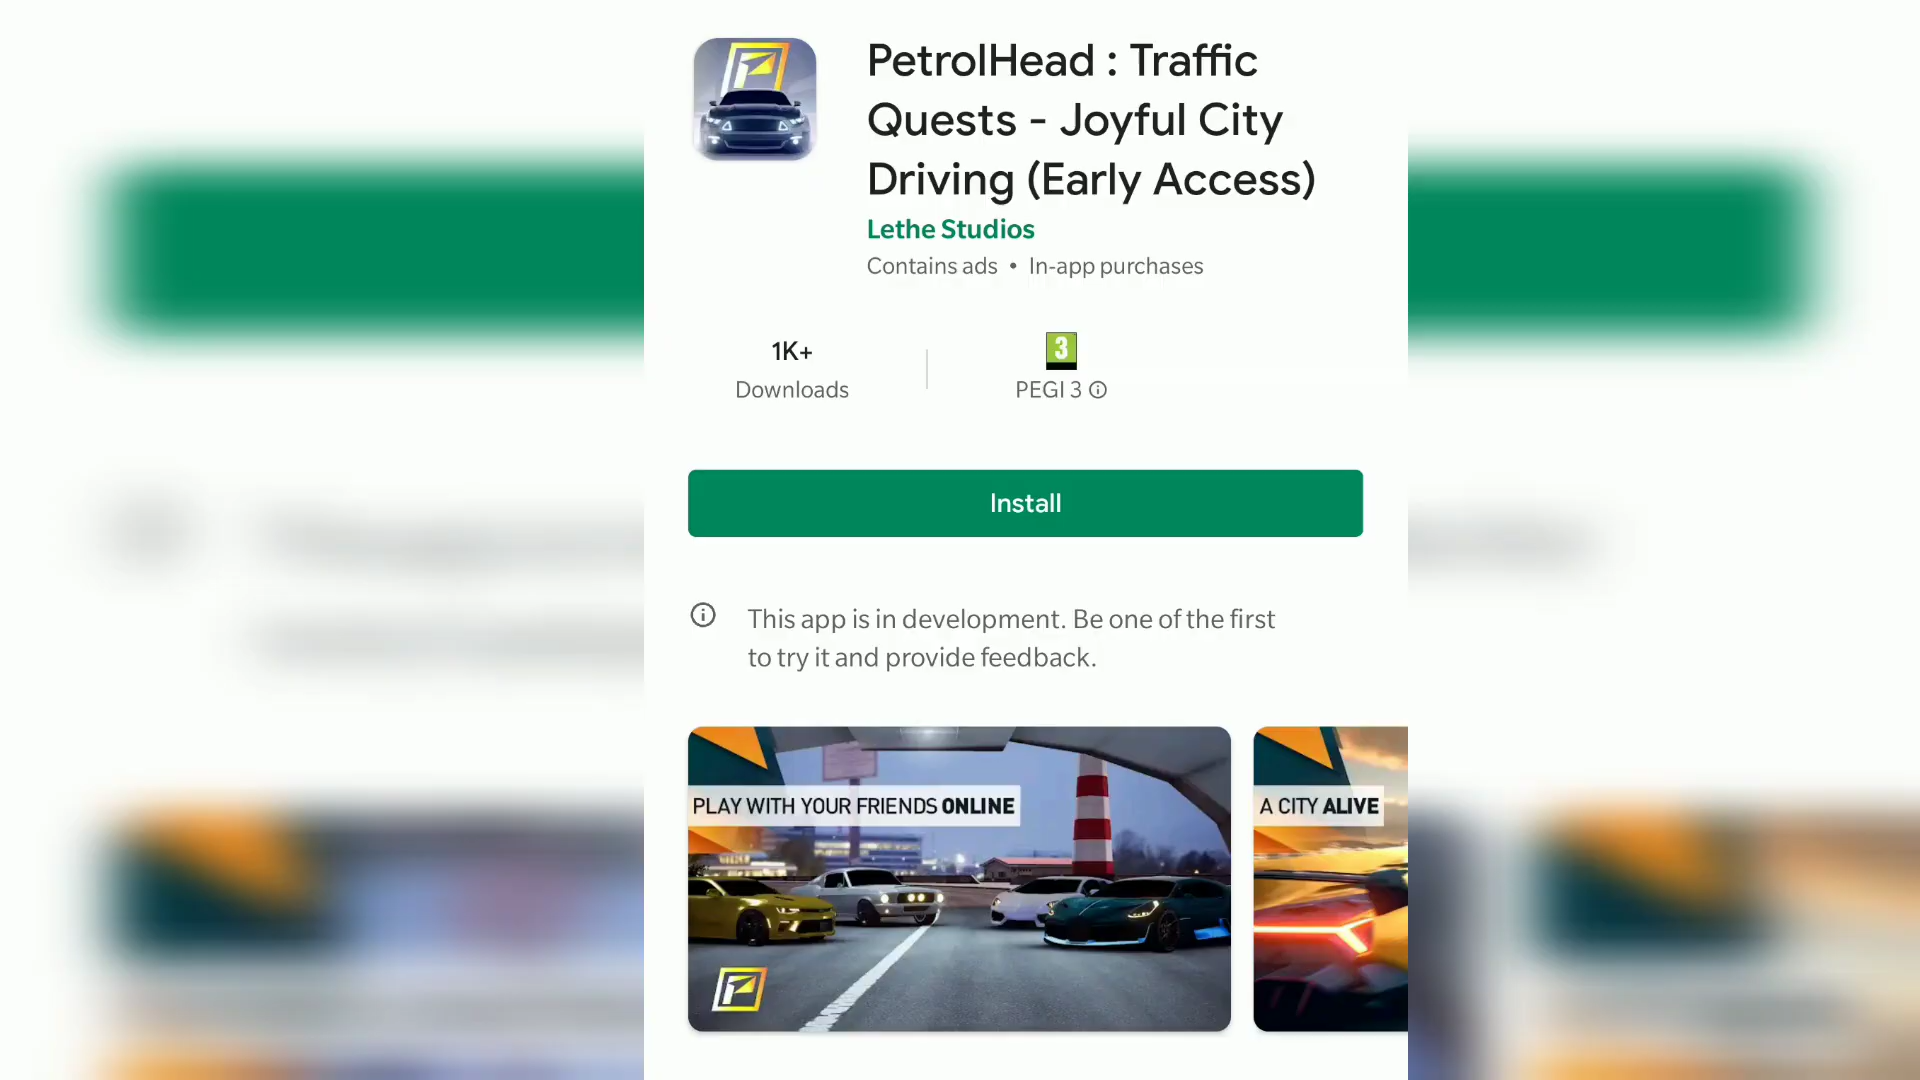 PetrolHead : Traffic
Quests - Joyful City
Driving (Early Access)
Lethe Studios
Contains ads • In-app purchases
1K+
Downloads
3
PEGI 3
Install
This app is in development. Be one of the first
to try it and provide feedback.
PLAY WITH YOUR FRIENDS ONLINE
A CITY ALIVE